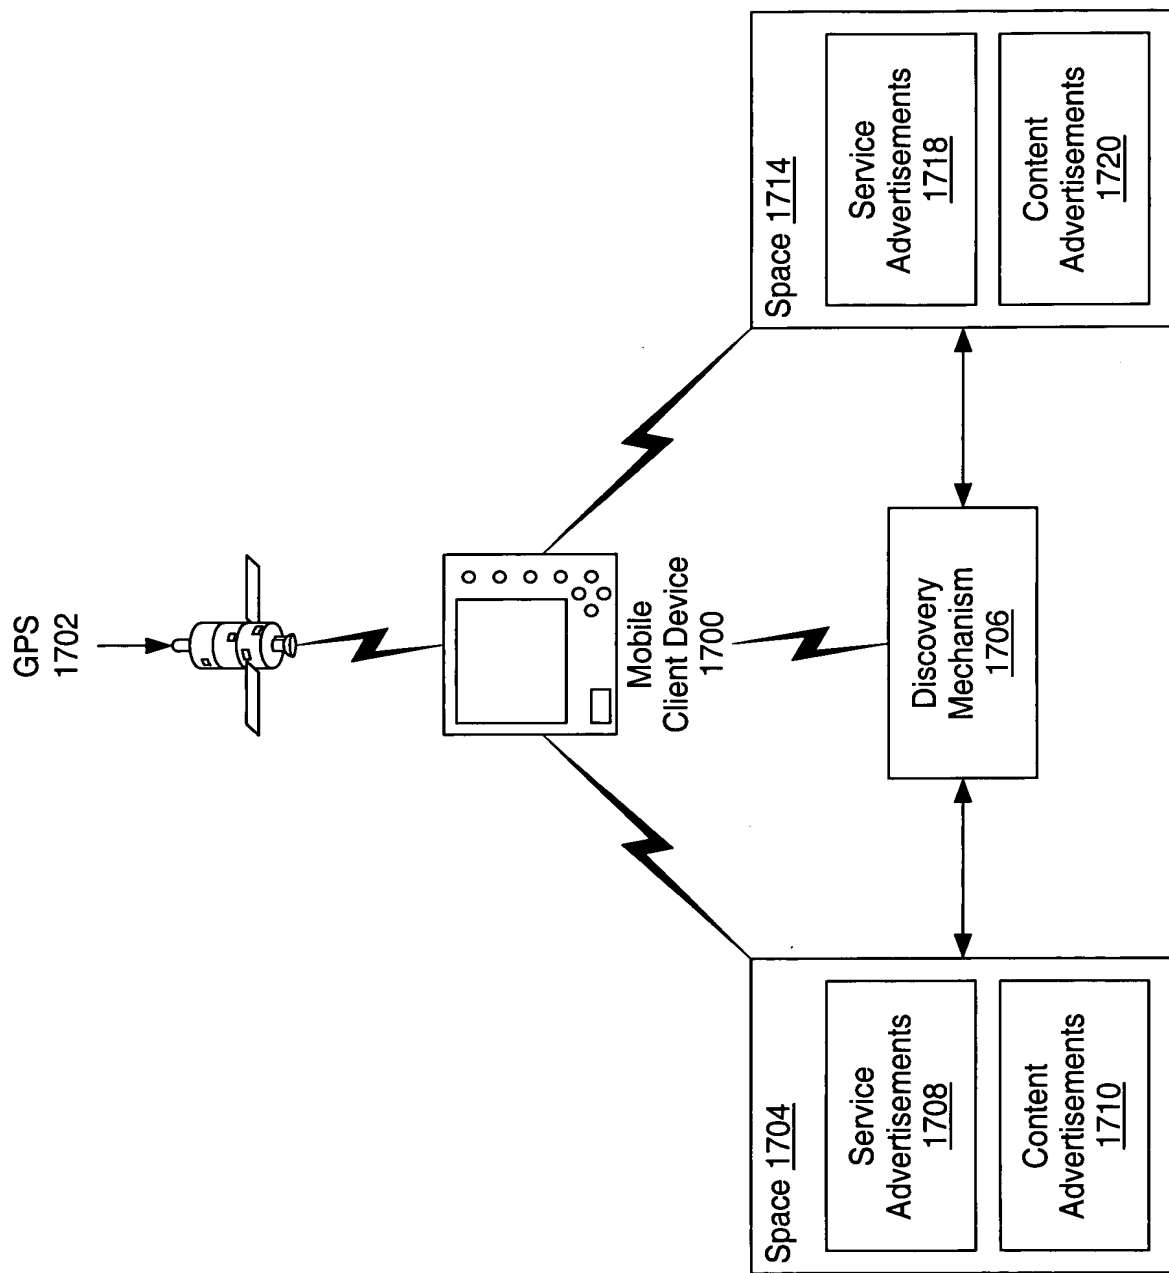 GPS
1702
Mobile
Client Device
1700
Discovery
Mechanism
1706
Space 1704
Service
Advertisements
1708
Content
Advertisements
1710
Space 1714
Service
Advertisements
1718
Content
Advertisements
1720